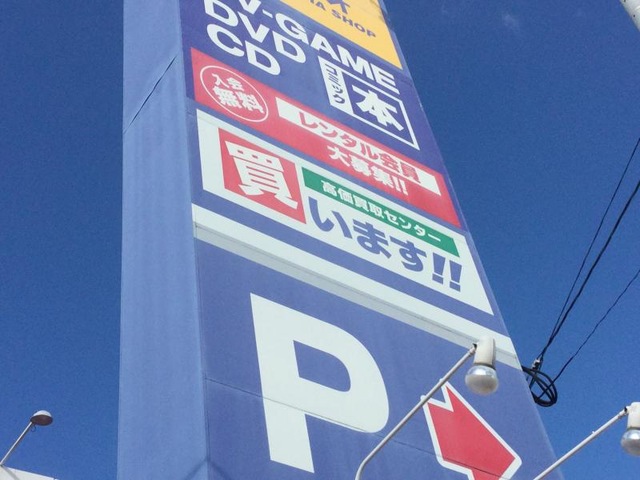 SHOP
TV-GAME
DVD
CD
コミック
本
入会
無料
レンタル会員
大募集!!
高価買取センター
買います!!
P